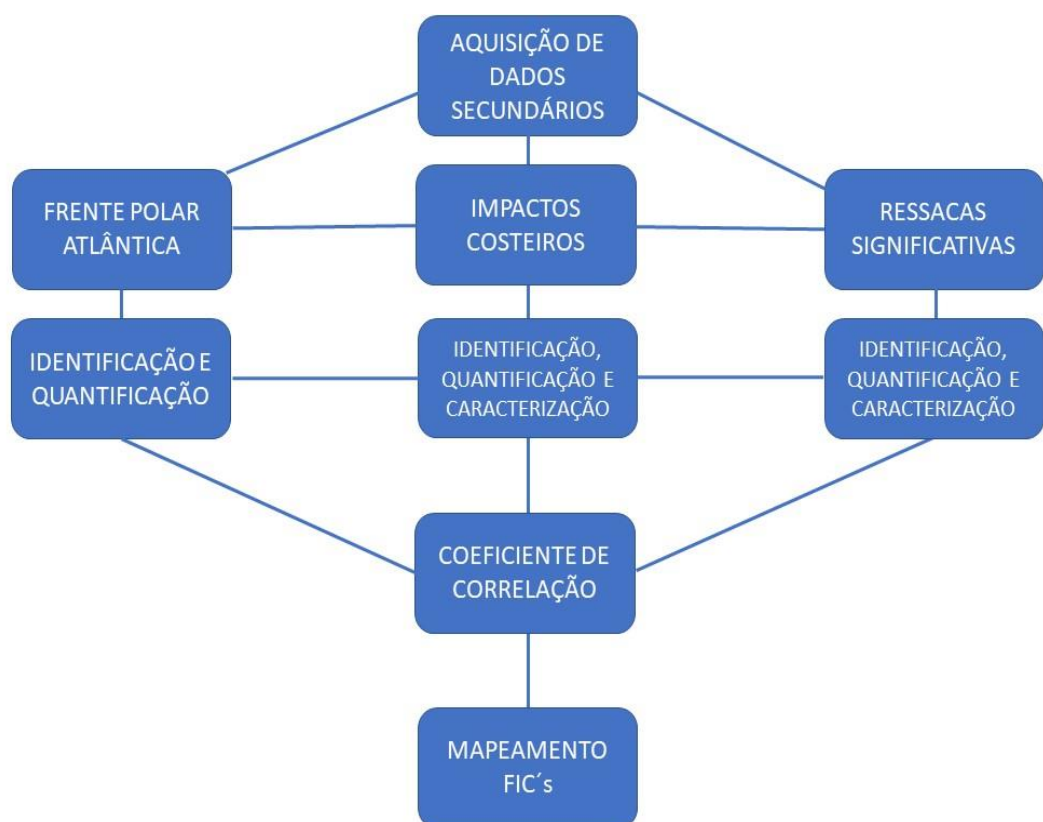 AQUISIÇÃO DE
DADOS
SECUNDÁRIOS
FRENTE POLAR
ATLÂNTICA
IMPACTOS
COSTEIROS
RESSACAS
SIGNIFICATIVAS
IDENTIFICAÇÃO E
QUANTIFICAÇÃO
IDENTIFICAÇÃO,
QUANTIFICAÇÃO E
CARACTERIZAÇÃO
IDENTIFICAÇÃO,
QUANTIFICAÇÃO E
CARACTERIZAÇÃO
COEFICIENTE DE
CORRELAÇÃO
MAPEAMENTO
FIC´s